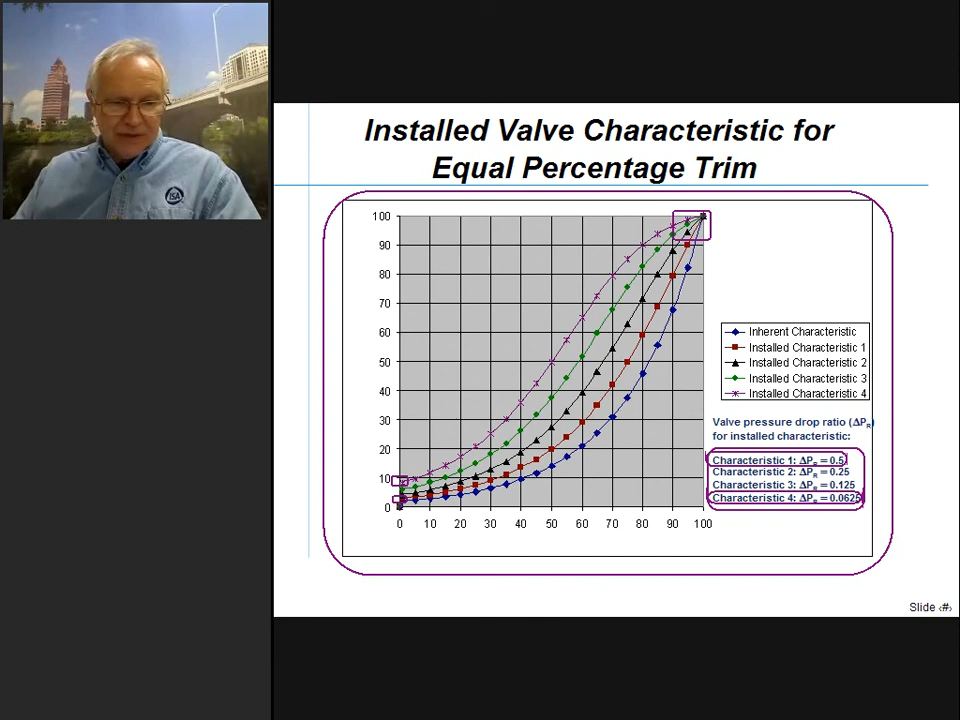 ISA
Installed Valve Characteristic for
Equal Percentage Trim
100
90
80
70
60
50
40
30
20
10
0
0 10 20 30 40 50 60 70 80 90 100
Inherent Characteristic
Installed Characteristic 1
Installed Characteristic 2
Installed Characteristic 3
Installed Characteristic 4
Valve pressure drop ratio (ΔPR)
for installed characteristic:
Characteristic 1: ΔPR = 0.5
Characteristic 2: ΔPR = 0.25
Characteristic 3: ΔPR = 0.125
Characteristic 4: ΔPR = 0.0625
Slide ‹#›